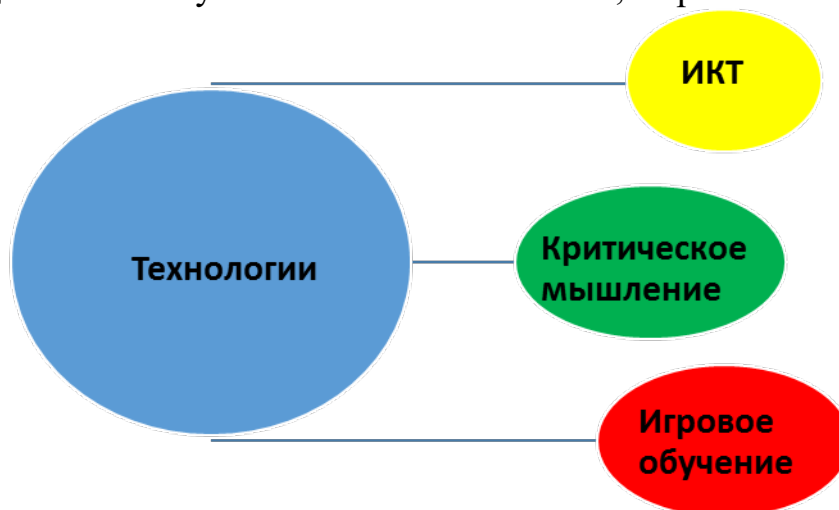 ИКТ
Технологии
Критическое
мышление
Игровое
обучение